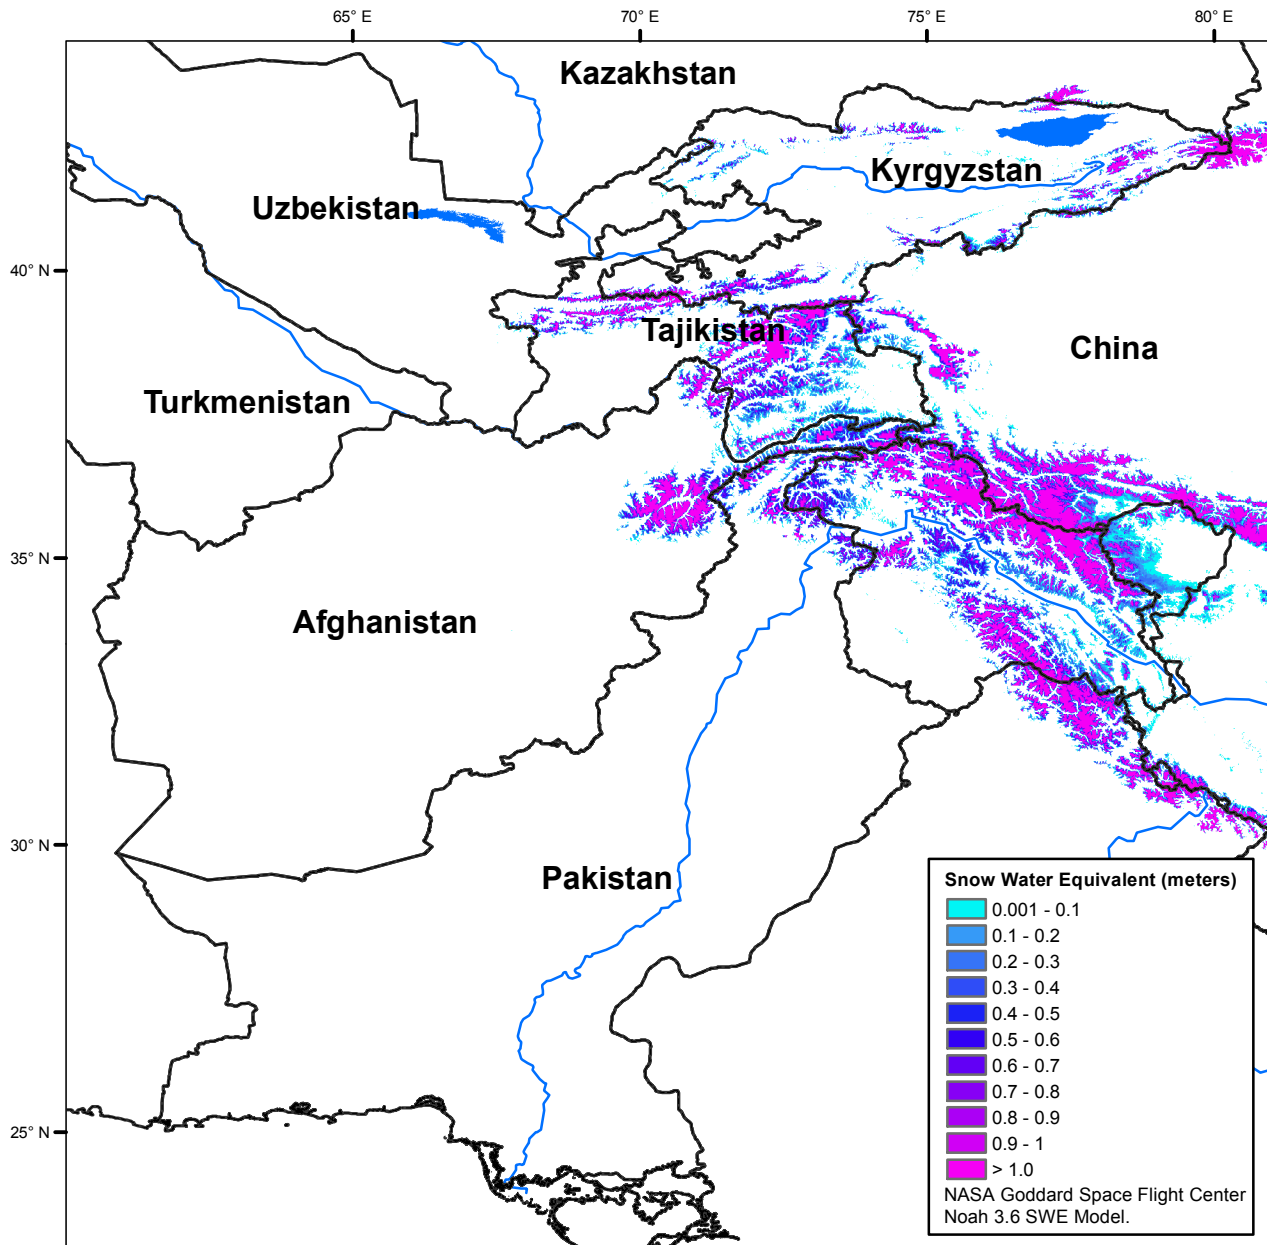 65° E
70° E
75° E
80° E
Kazakhstan
Kyrgyzstan
Uzbekistan
40° N
Tajikistan
China
Turkmenistan
35° N
Afghanistan
30° N
Pakistan
25° N
Snow Water Equivalent (meters)
0.001 - 0.1
0.1 - 0.2
0.2 - 0.3
0.3 - 0.4
0.4 - 0.5
0.5 - 0.6
0.6 - 0.7
0.7 - 0.8
0.8 - 0.9
0.9 - 1
> 1.0
NASA Goddard Space Flight Center
Noah 3.6 SWE Model.